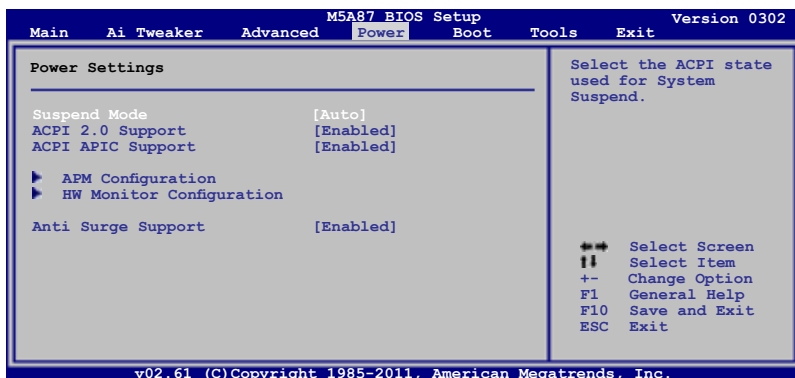 M5A87 BIOS Setup Version 0302
Main Ai Tweaker Advanced Power Boot Tools Exit
Power Settings
Suspend Mode [Auto]
ACPI 2.0 Support [Enabled]
ACPI APIC Support [Enabled]
APM Configuration
HW Monitor Configuration
Anti Surge Support [Enabled]
Select the ACPI state
used for System
Suspend.
Select Screen
Select Item
+- Change Option
F1 General Help
F10 Save and Exit
ESC Exit
v02.61 (C)Copyright 1985-2011, American Megatrends, Inc.